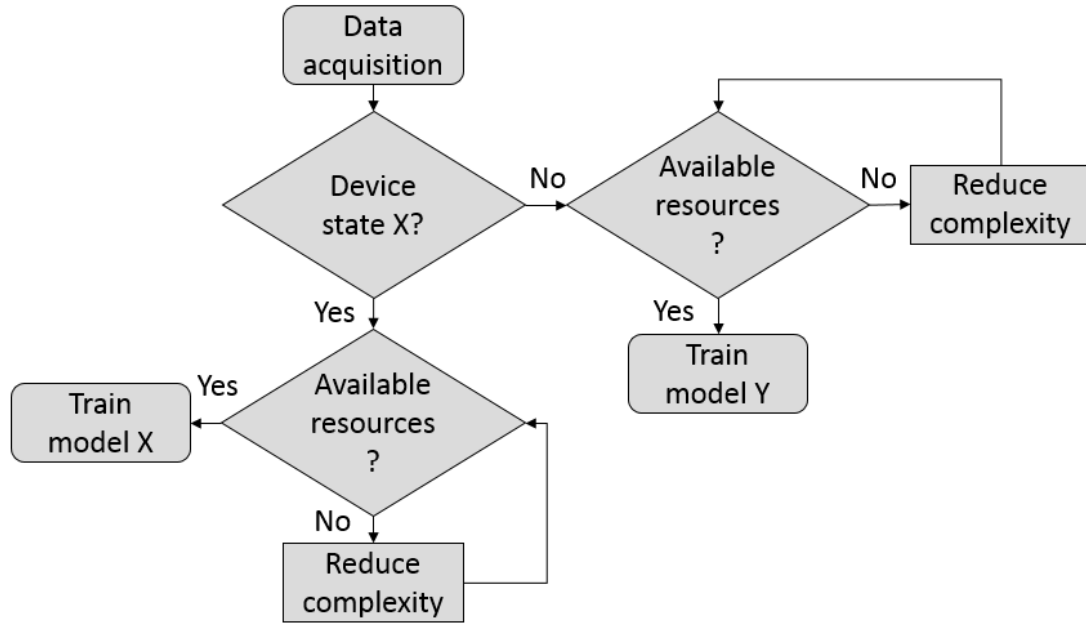 Data
acquisition
Device
state X?
No
Available
resources
?
No
Reduce
complexity
Yes
Train
model Y
Yes
Available
resources
?
Yes
Train
model X
No
Reduce
complexity